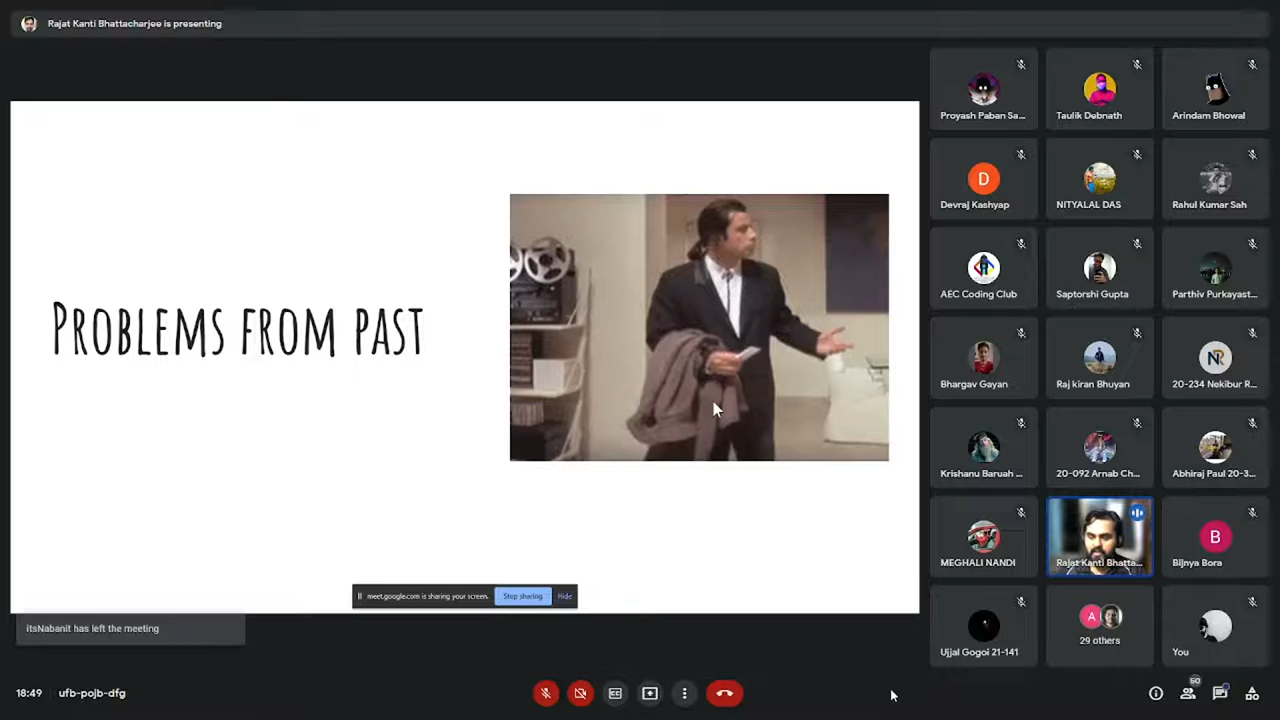 Rajat Kanti Bhattacharjee is presenting
PROBLEMS FROM PAST
meet.google.com is sharing your screen.
Stop sharing
Hide
itsNabanit has left the meeting
Proyash Paban Sa...
Taulik Debnath
Arindam Bhowal
D
Devraj Kashyap
NITYALAL DAS
Rahul Kumar Sah
AEC Coding Club
Saptorshi Gupta
Parthiv Purkayast...
Bhargav Gayan
Raj kiran Bhuyan
NR
20-234 Nekibur R...
Krishanu Baruah ...
20-092 Arnab Ch...
Abhiraj Paul 20-3...
MEGHALI NANDI
Rajat Kanti Bhatta...
B
Bijnya Bora
Ujjal Gogoi 21-141
A
29 others
You
18:49
ufb-pojb-dfg
50